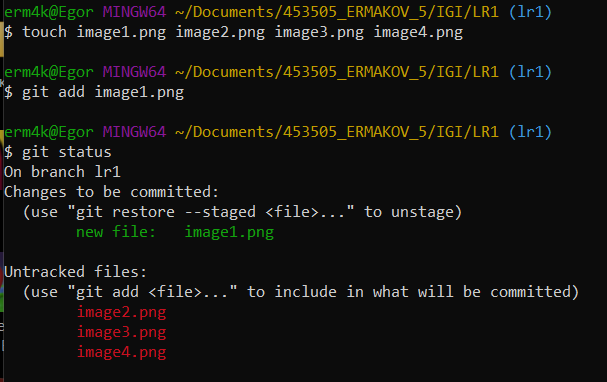 erm4k@Egor MINGW64 ~/Documents/453505_ERMAKOV_5/IGI/LR1 (lr1)
$ touch image1.png image2.png image3.png image4.png

erm4k@Egor MINGW64 ~/Documents/453505_ERMAKOV_5/IGI/LR1 (lr1)
$ git add image1.png

erm4k@Egor MINGW64 ~/Documents/453505_ERMAKOV_5/IGI/LR1 (lr1)
$ git status
On branch lr1
Changes to be committed:
  (use "git restore --staged <file>..." to unstage)
        new file:   image1.png

Untracked files:
  (use "git add <file>..." to include in what will be committed)
        image2.png
        image3.png
        image4.png